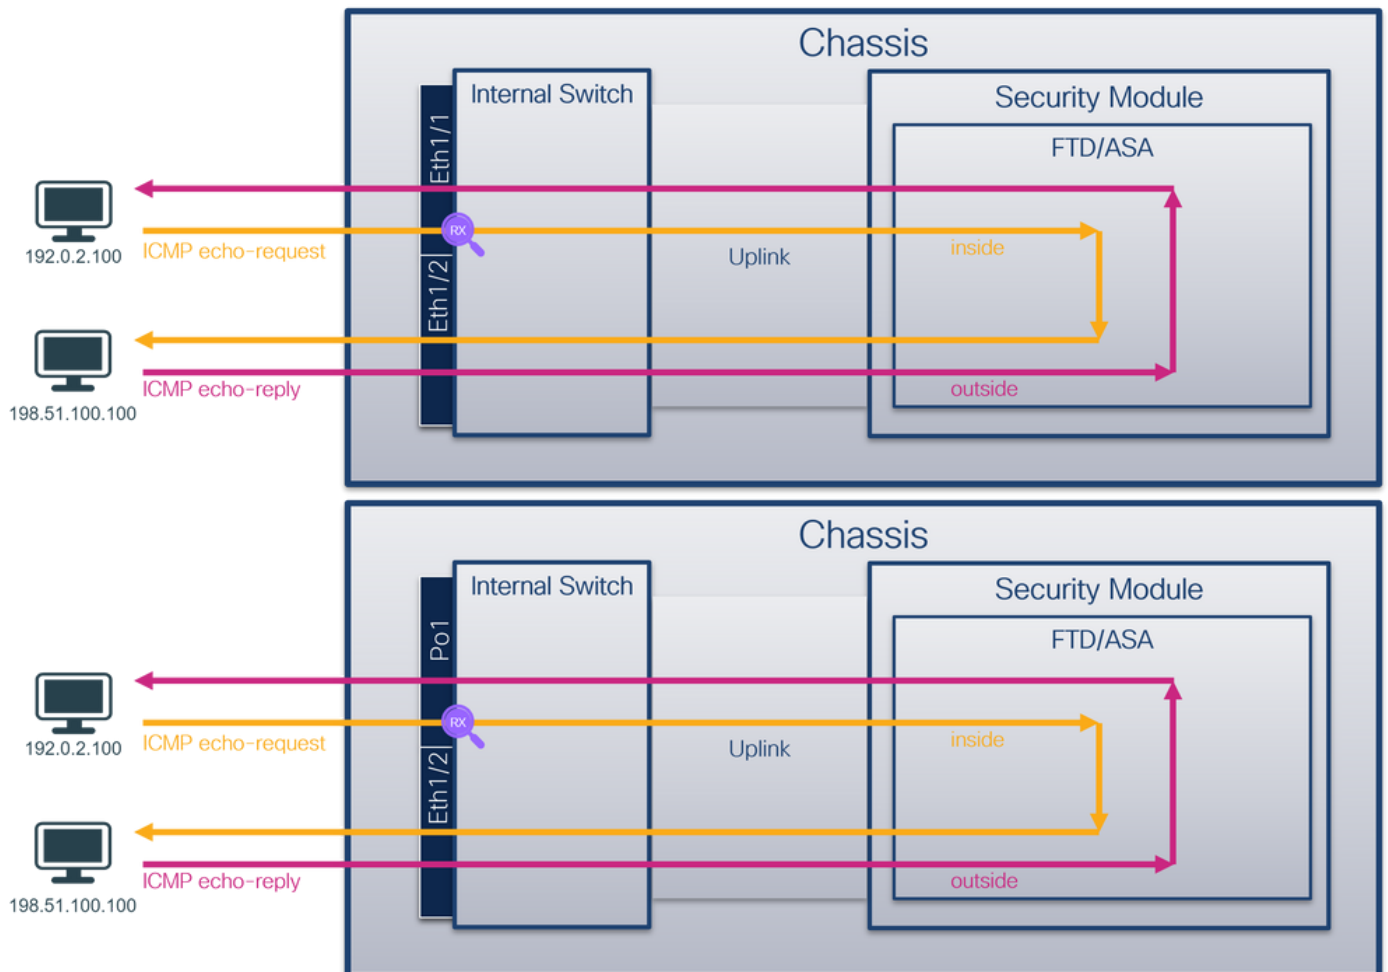 Chassis
Internal Switch
Security Module
FTD/ASA
Eth1/1
RX
192.0.2.100
ICMP echo-request
Uplink
inside
Eth1/2
ICMP echo-reply
outside
198.51.100.100
Chassis
Internal Switch
Security Module
FTD/ASA
Po1
RX
192.0.2.100
ICMP echo-request
Uplink
inside
Eth1/2
ICMP echo-reply
outside
198.51.100.100